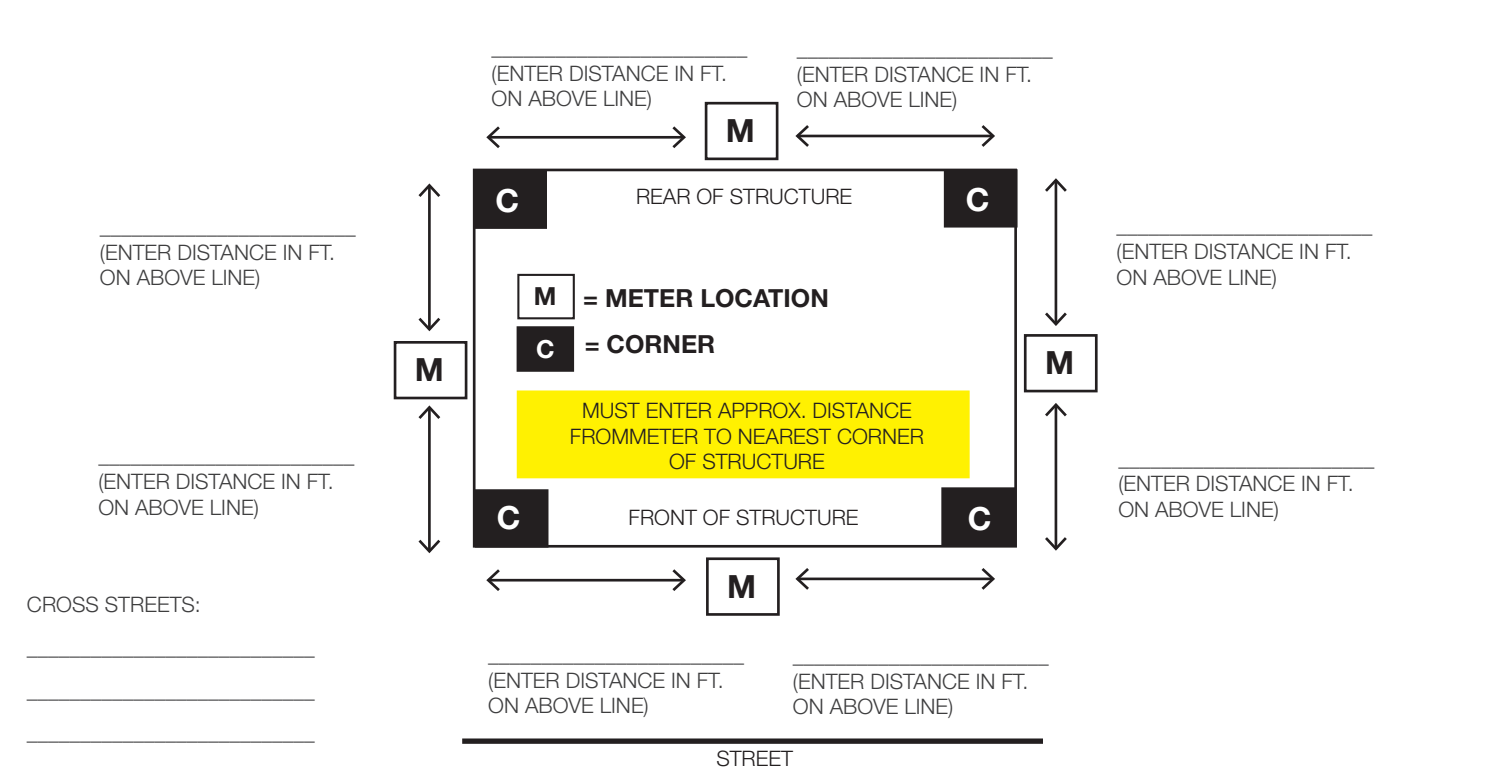 (ENTER DISTANCE IN FT.
ON ABOVE LINE)
(ENTER DISTANCE IN FT.
ON ABOVE LINE)
M
C
REAR OF STRUCTURE
C
(ENTER DISTANCE IN FT.
ON ABOVE LINE)
(ENTER DISTANCE IN FT.
ON ABOVE LINE)
M = METER LOCATION
C = CORNER
M
M
MUST ENTER APPROX. DISTANCE
FROMMETER TO NEAREST CORNER
OF STRUCTURE
(ENTER DISTANCE IN FT.
ON ABOVE LINE)
(ENTER DISTANCE IN FT.
ON ABOVE LINE)
C
FRONT OF STRUCTURE
C
M
CROSS STREETS:
(ENTER DISTANCE IN FT.
ON ABOVE LINE)
(ENTER DISTANCE IN FT.
ON ABOVE LINE)
STREET